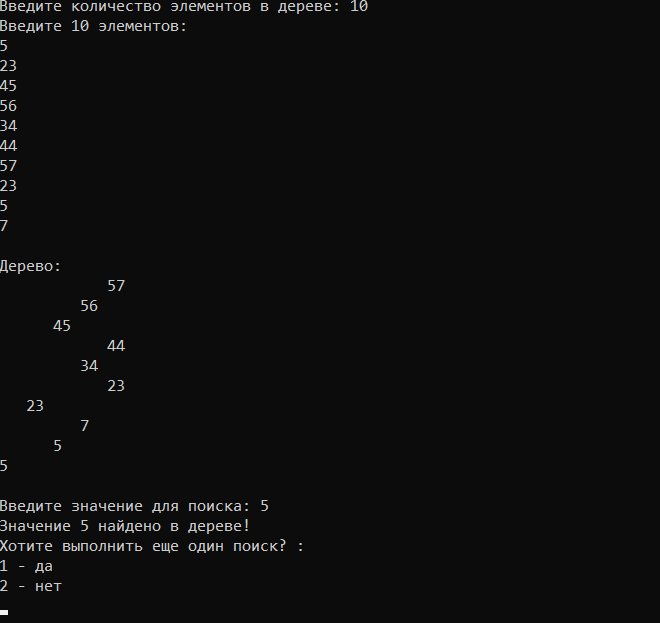 Введите количество элементов в дереве: 10
Введите 10 элементов:
5
23
45
56
34
44
57
23
5
7
Дерево:
57
56
45
44
34
23
23
7
5
5
Введите значение для поиска: 5
Значение 5 найдено в дереве!
Хотите выполнить еще один поиск? :
1 - да
2 - нет